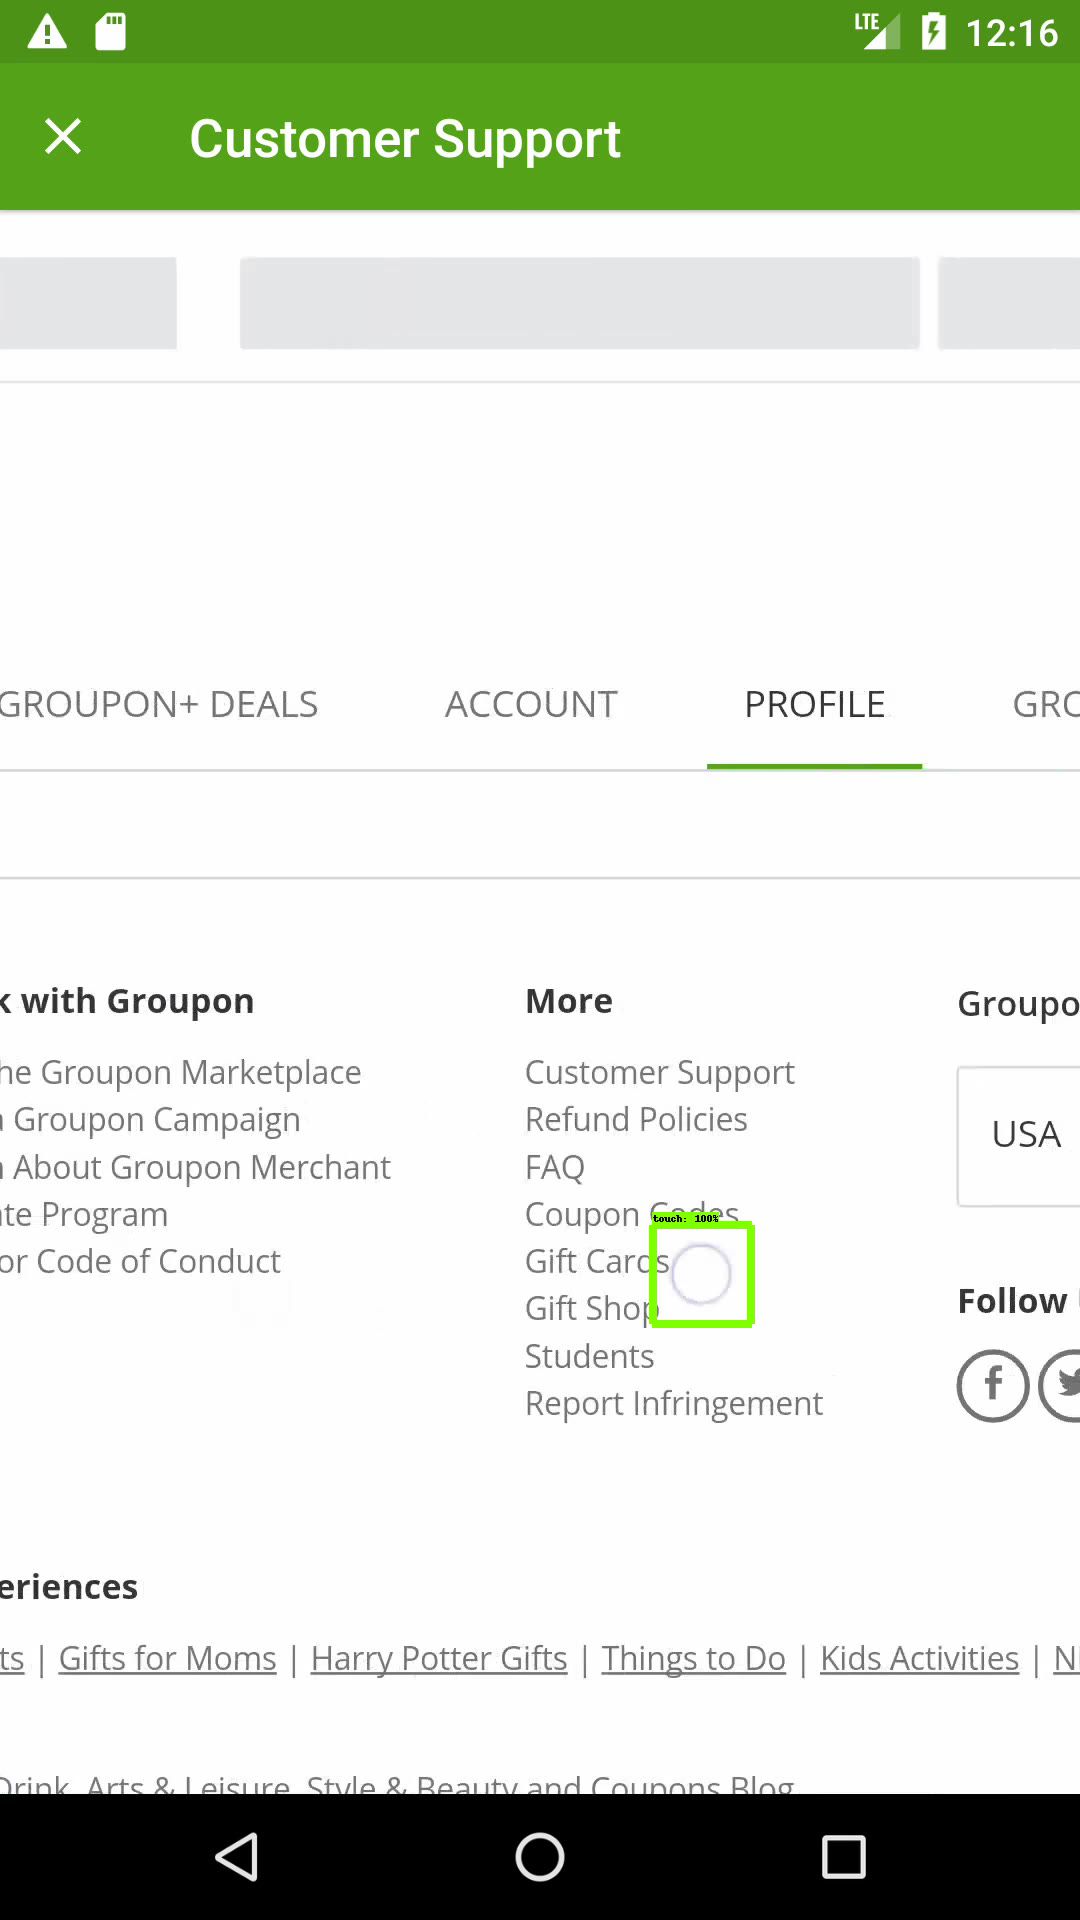 LTE 12:16
Customer Support
GROUPON+ DEALS ACCOUNT PROFILE GRO
k with Groupon
he Groupon Marketplace
a Groupon Campaign
n About Groupon Merchant
ate Program
or Code of Conduct
More
Customer Support
Refund Policies
FAQ
Coupon Codes
touch: 100%
Gift Cards
Gift Shop
Students
Report Infringement
Groupo
USA
Follow
eriences
ts | Gifts for Moms | Harry Potter Gifts | Things to Do | Kids Activities | N
Drink, Arts & Leisure, Style & Beauty and Coupons Blog